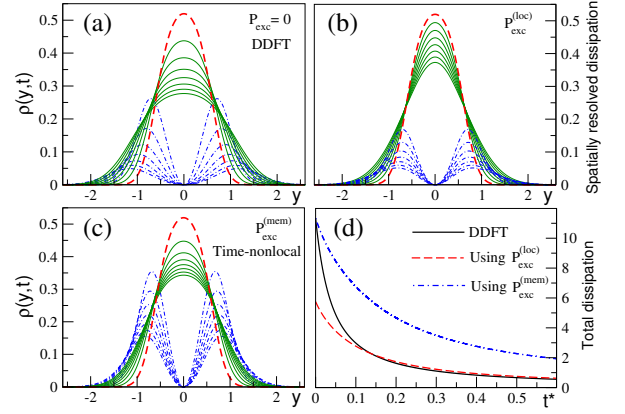 (a)
P_exc = 0
DDFT
ρ(y,t)
0.5
0.4
0.3
0.2
0.1
0
-2 -1 0 1 2 y
(b)
P_exc^(loc)
Spatially resolved dissipation
0.5
0.4
0.3
0.2
0.1
0
-2 -1 0 1 y
(c)
P_exc^(mem)
Time-nonlocal
ρ(y,t)
0.5
0.4
0.3
0.2
0.1
0
-2 -1 0 1 2 y
(d)
DDFT
Using P_exc^(loc)
Using P_exc^(mem)
Total dissipation
10
8
6
4
2
0
0 0.1 0.2 0.3 0.4 0.5 t*